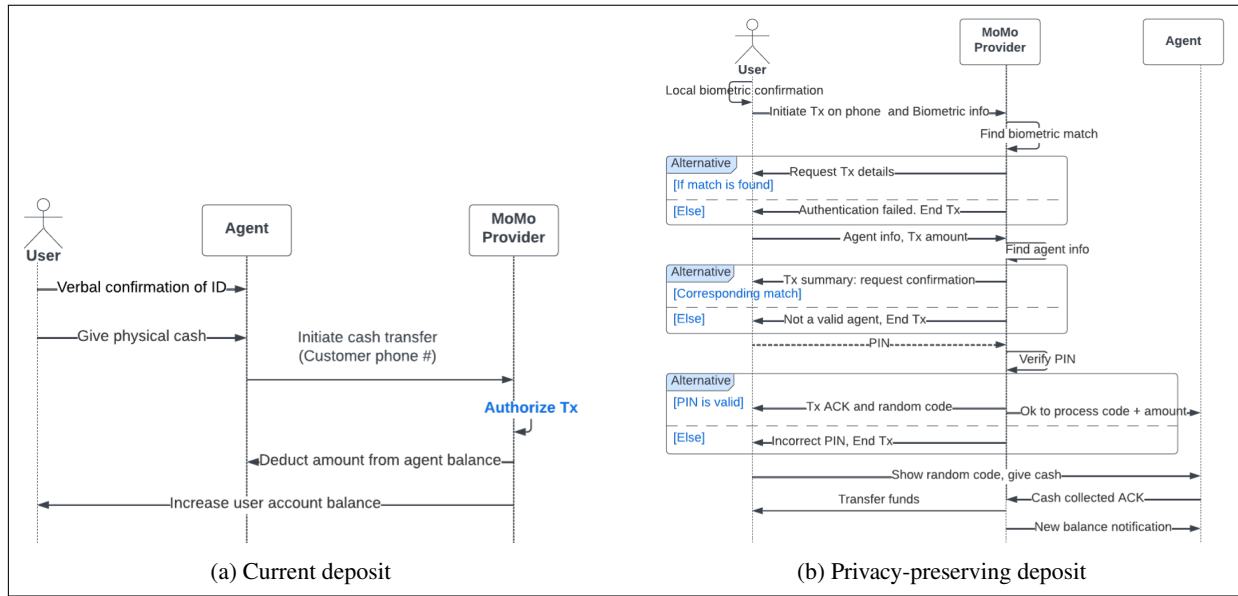 User
Agent
MoMo
Provider
Verbal confirmation of ID
Give physical cash
Initiate cash transfer
(Customer phone #)
Authorize Tx
Deduct amount from agent balance
Increase user account balance
(a) Current deposit
User
MoMo
Provider
Agent
Local biometric confirmation
Initiate Tx on phone and Biometric info
Find biometric match
Alternative
Request Tx details
[If match is found]
[Else]
Authentication failed. End Tx
Agent info, Tx amount
Find agent info
Alternative
Tx summary: request confirmation
[Corresponding match]
[Else]
Not a valid agent, End Tx
PIN
Verify PIN
Alternative
[PIN is valid]
Tx ACK and random code
Ok to process code + amount
[Else]
Incorrect PIN, End Tx
Show random code, give cash
Transfer funds
Cash collected ACK
New balance notification
(b) Privacy-preserving deposit